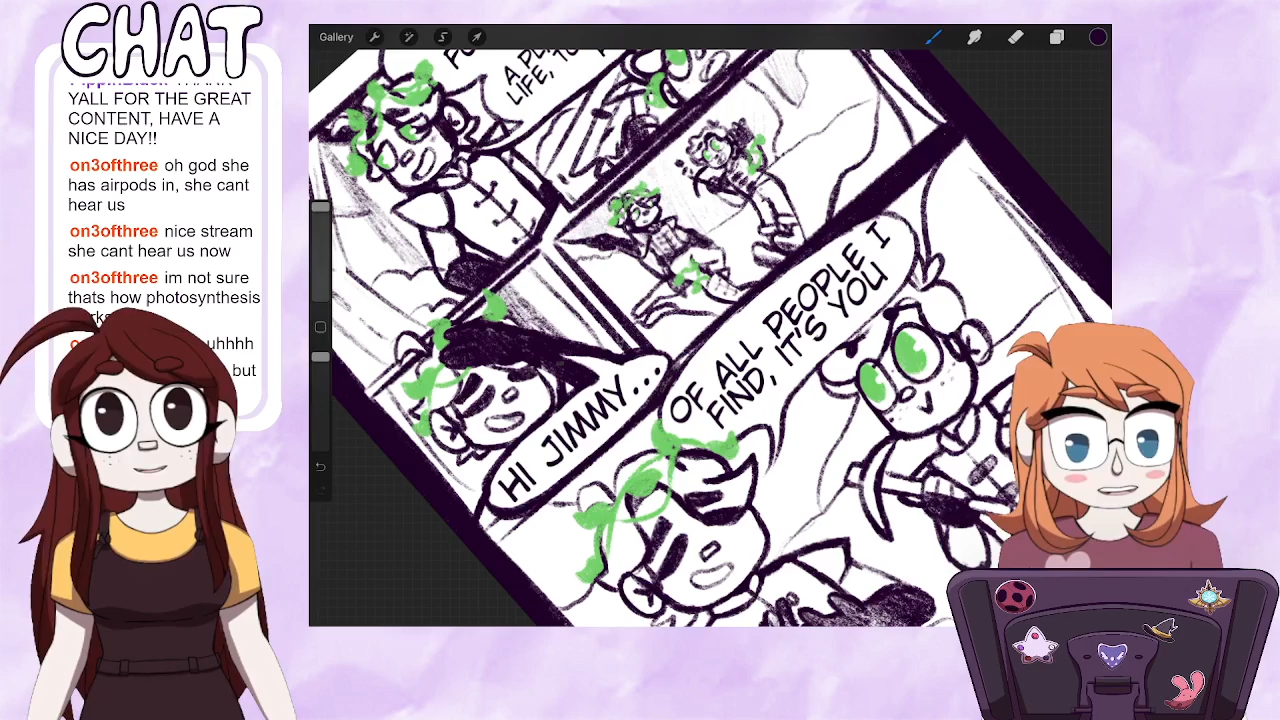 CHAT
YALL FOR THE GREAT
CONTENT, HAVE A
NICE DAY!!
on3ofthree oh god she
has airpods in, she cant
hear us
on3ofthree nice stream
she cant hear us now
on3ofthree im not sure
thats how photosynthesis
uhhhh
but
Gallery
A
LIFE,
OF ALL PEOPLE I
FIND, IT'S YOU
HI JIMMY...